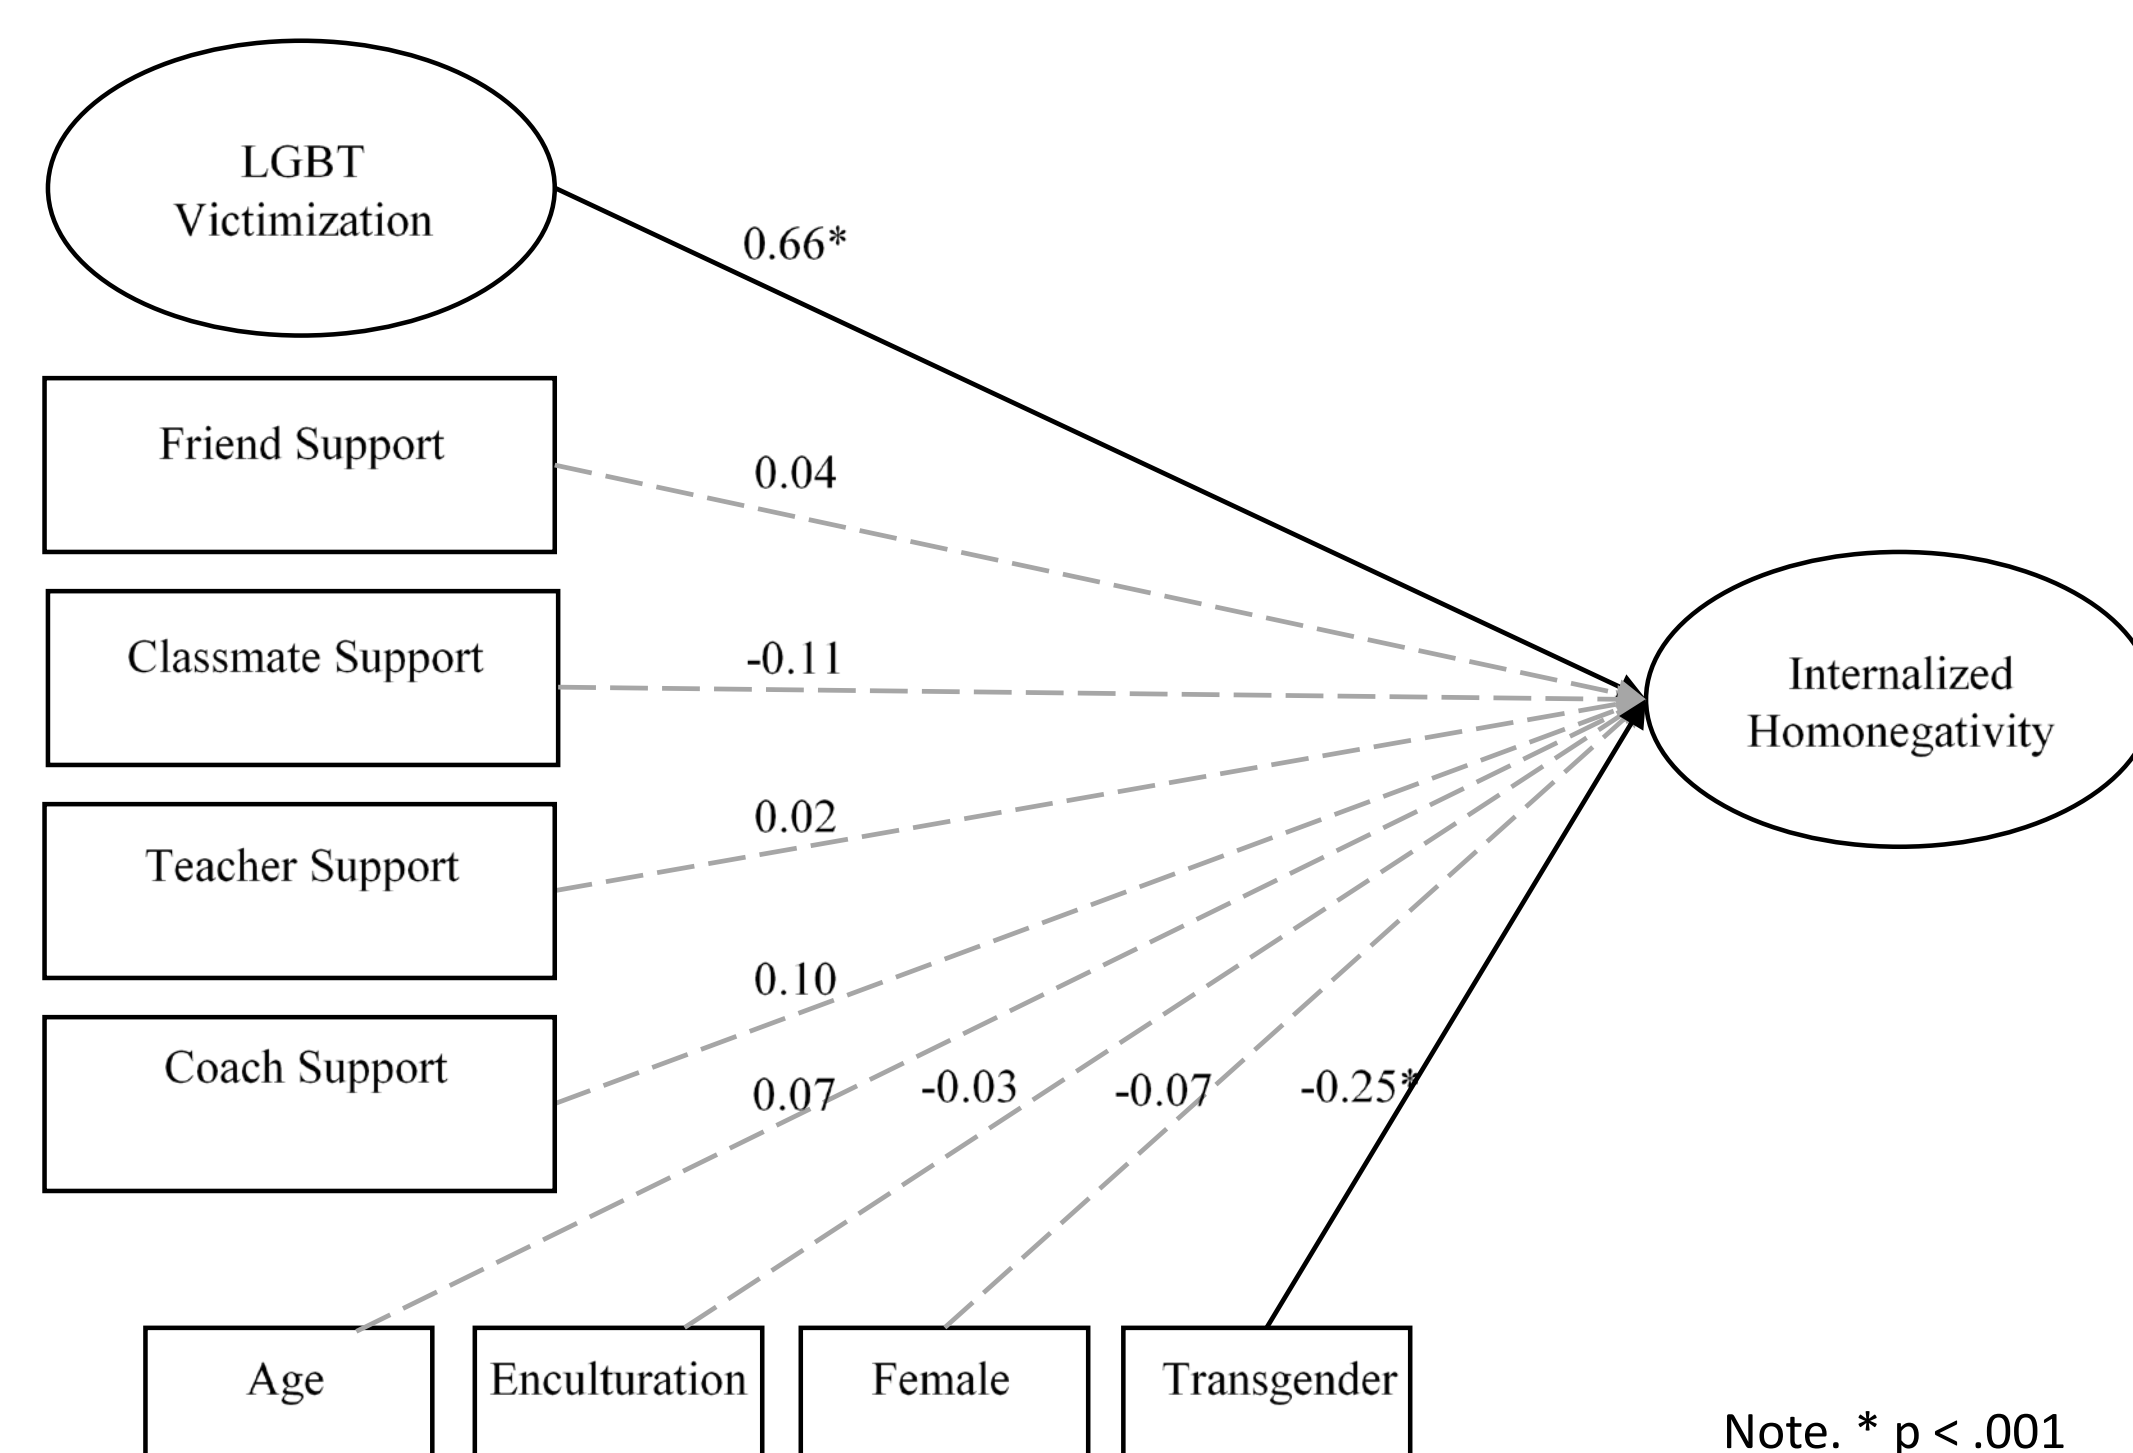 LGBT
Victimization
0.66*
Friend Support
0.04
Classmate Support
-0.11
Internalized
Homonegativity
Teacher Support
0.02
Coach Support
0.10
0.07
-0.03
-0.07
-0.25*
Age
Enculturation
Female
Transgender
Note. * p < .001